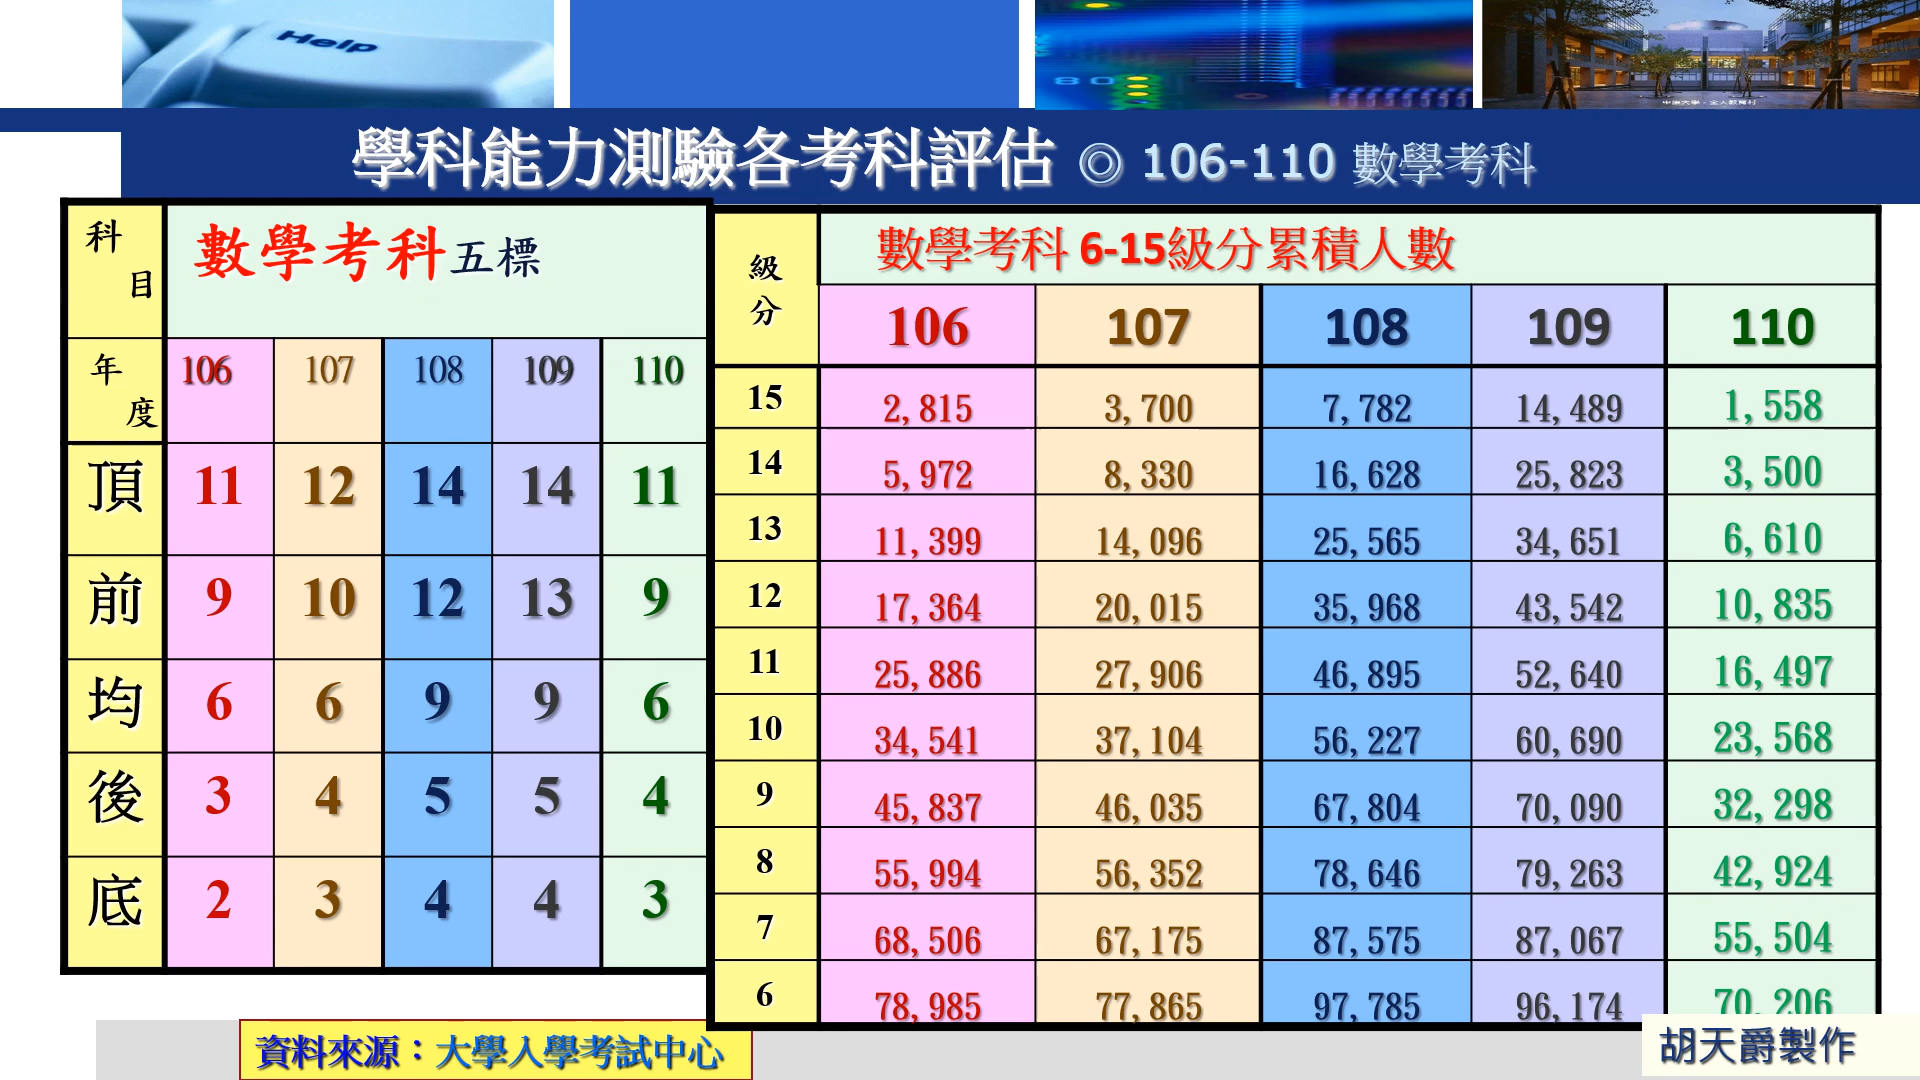 Help
80
中原大學‧全人教育村
學科能力測驗各考科評估 ◎ 106-110 數學考科
科目 數學考科五標
年度 106 107 108 109 110
頂 11 12 14 14 11
前 9 10 12 13 9
均 6 6 9 9 6
後 3 4 5 5 4
底 2 3 4 4 3
級分 數學考科 6-15級分累積人數
106 107 108 109 110
15 2,815 3,700 7,782 14,489 1,558
14 5,972 8,330 16,628 25,823 3,500
13 11,399 14,096 25,565 34,651 6,610
12 17,364 20,015 35,968 43,542 10,835
11 25,886 27,906 46,895 52,640 16,497
10 34,541 37,104 56,227 60,690 23,568
9 45,837 46,035 67,804 70,090 32,298
8 55,994 56,352 78,646 79,263 42,924
7 68,506 67,175 87,575 87,067 55,504
6 78,985 77,865 97,785 96,174 70,206
資料來源：大學入學考試中心
胡天爵製作